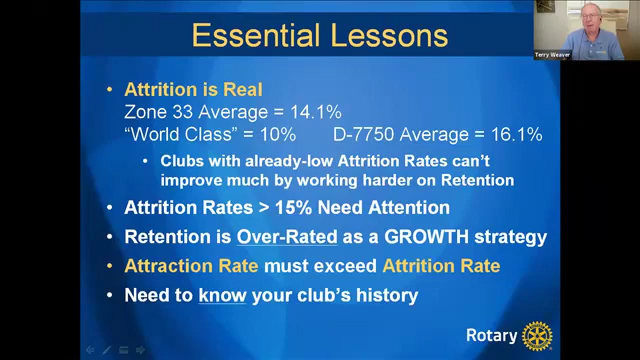 Essential Lessons
Terry Weaver
• Attrition is Real
Zone 33 Average = 14.1%
“World Class” = 10% D-7750 Average = 16.1%
• Clubs with already-low Attrition Rates can’t
improve much by working harder on Retention
• Attrition Rates > 15% Need Attention
• Retention is Over-Rated as a GROWTH strategy
• Attraction Rate must exceed Attrition Rate
• Need to know your club’s history
Rotary